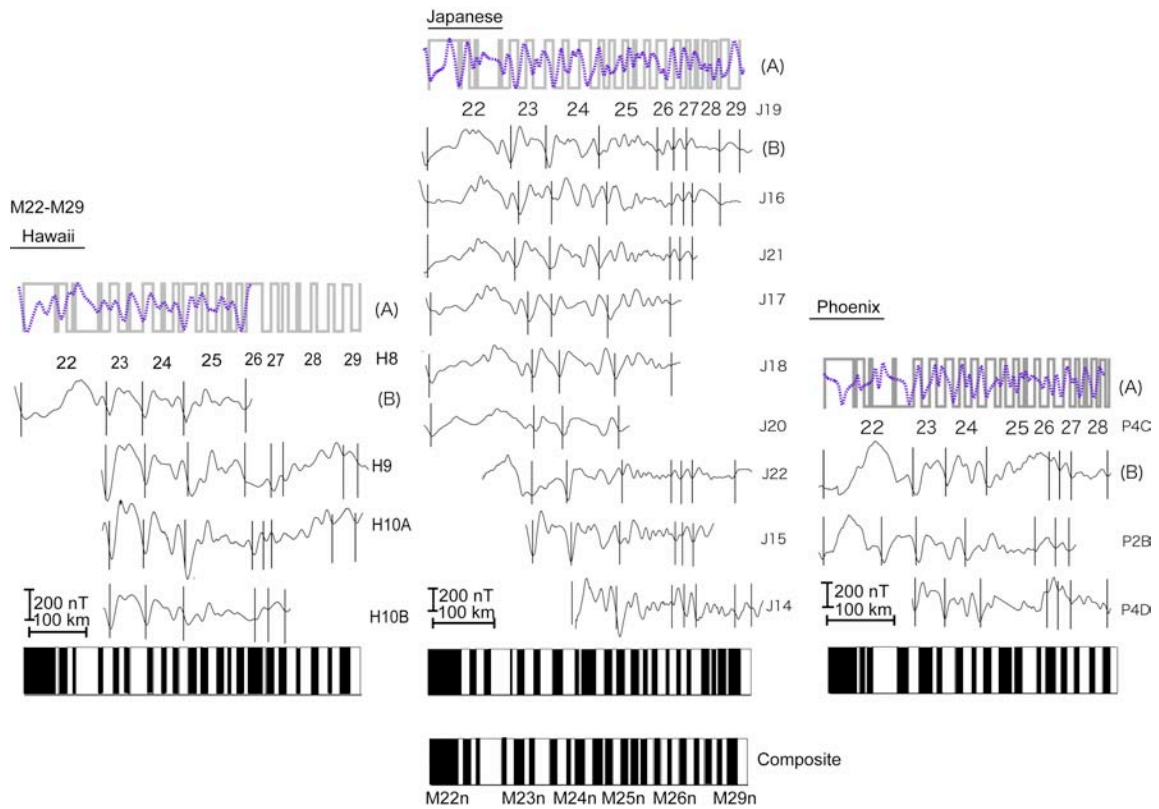 Japanese
(A)
22 23 24 25 26 27 28 29 J19
(B)
J16
J21
J17
J18
J20
J22
J15
J14
200 nT
100 km
M22-M29
Hawaii
(A)
22 23 24 25 26 27 28 29 H8
(B)
H9
H10A
H10B
200 nT
100 km
Phoenix
(A)
22 23 24 25 26 27 28 P4C
(B)
P2B
P4D
200 nT
100 km
Composite
M22n M23n M24n M25n M26n M29n